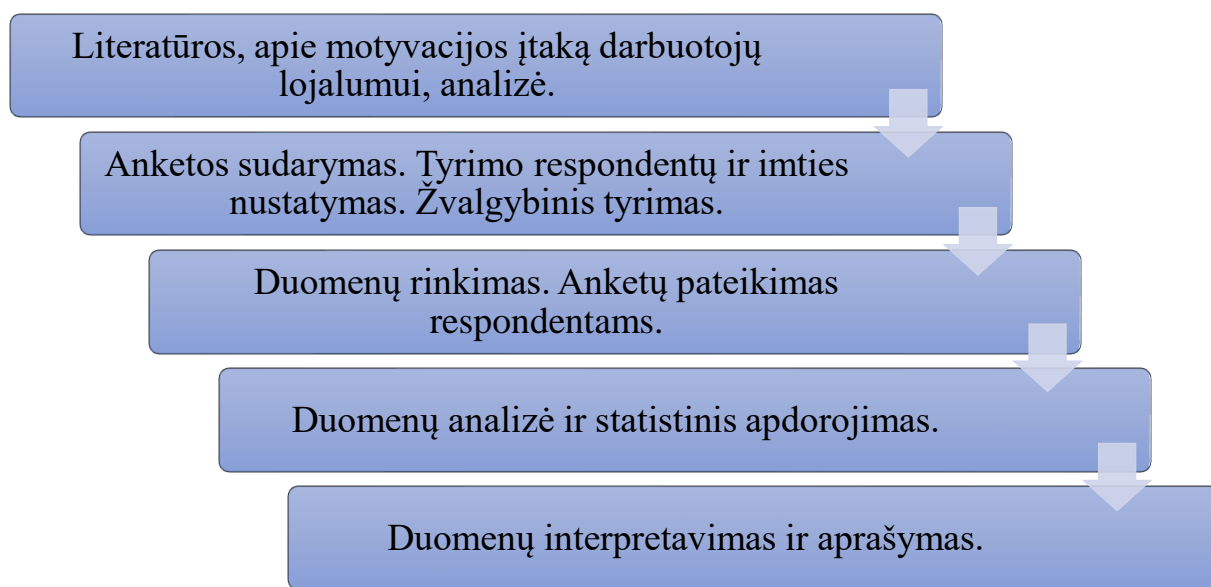 Literatūros, apie motyvacijos įtaką darbuotojų
lojalumui, analizė.
Anketos sudarymas. Tyrimo respondentų ir imties
nustatymas. Žvalgybinis tyrimas.
Duomenų rinkimas. Anketų pateikimas
respondentams.
Duomenų analizė ir statistinis apdorojimas.
Duomenų interpretavimas ir aprašymas.